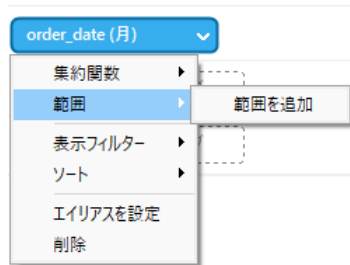 order_date (月)
集約関数
範囲
範囲を追加
表示フィルター
ソート
エイリアスを設定
削除